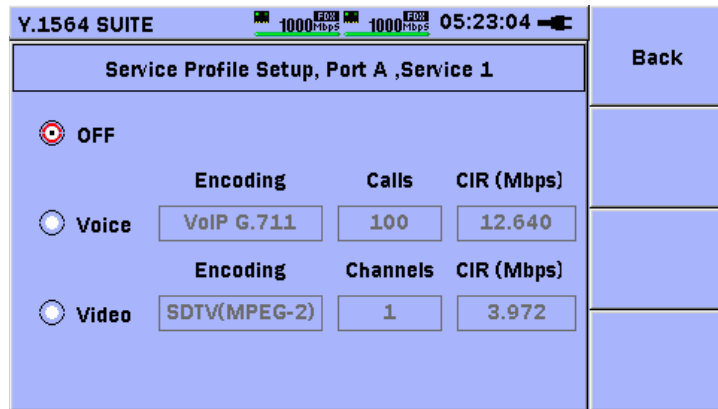 Y.1564 SUITE 1000 FDX Mbps 1000 FDX Mbps 05:23:04
Back
Service Profile Setup, Port A ,Service 1
OFF
Encoding Calls CIR (Mbps)
Voice VoIP G.711 100 12.640
Encoding Channels CIR (Mbps)
Video SDTV(MPEG-2) 1 3.972